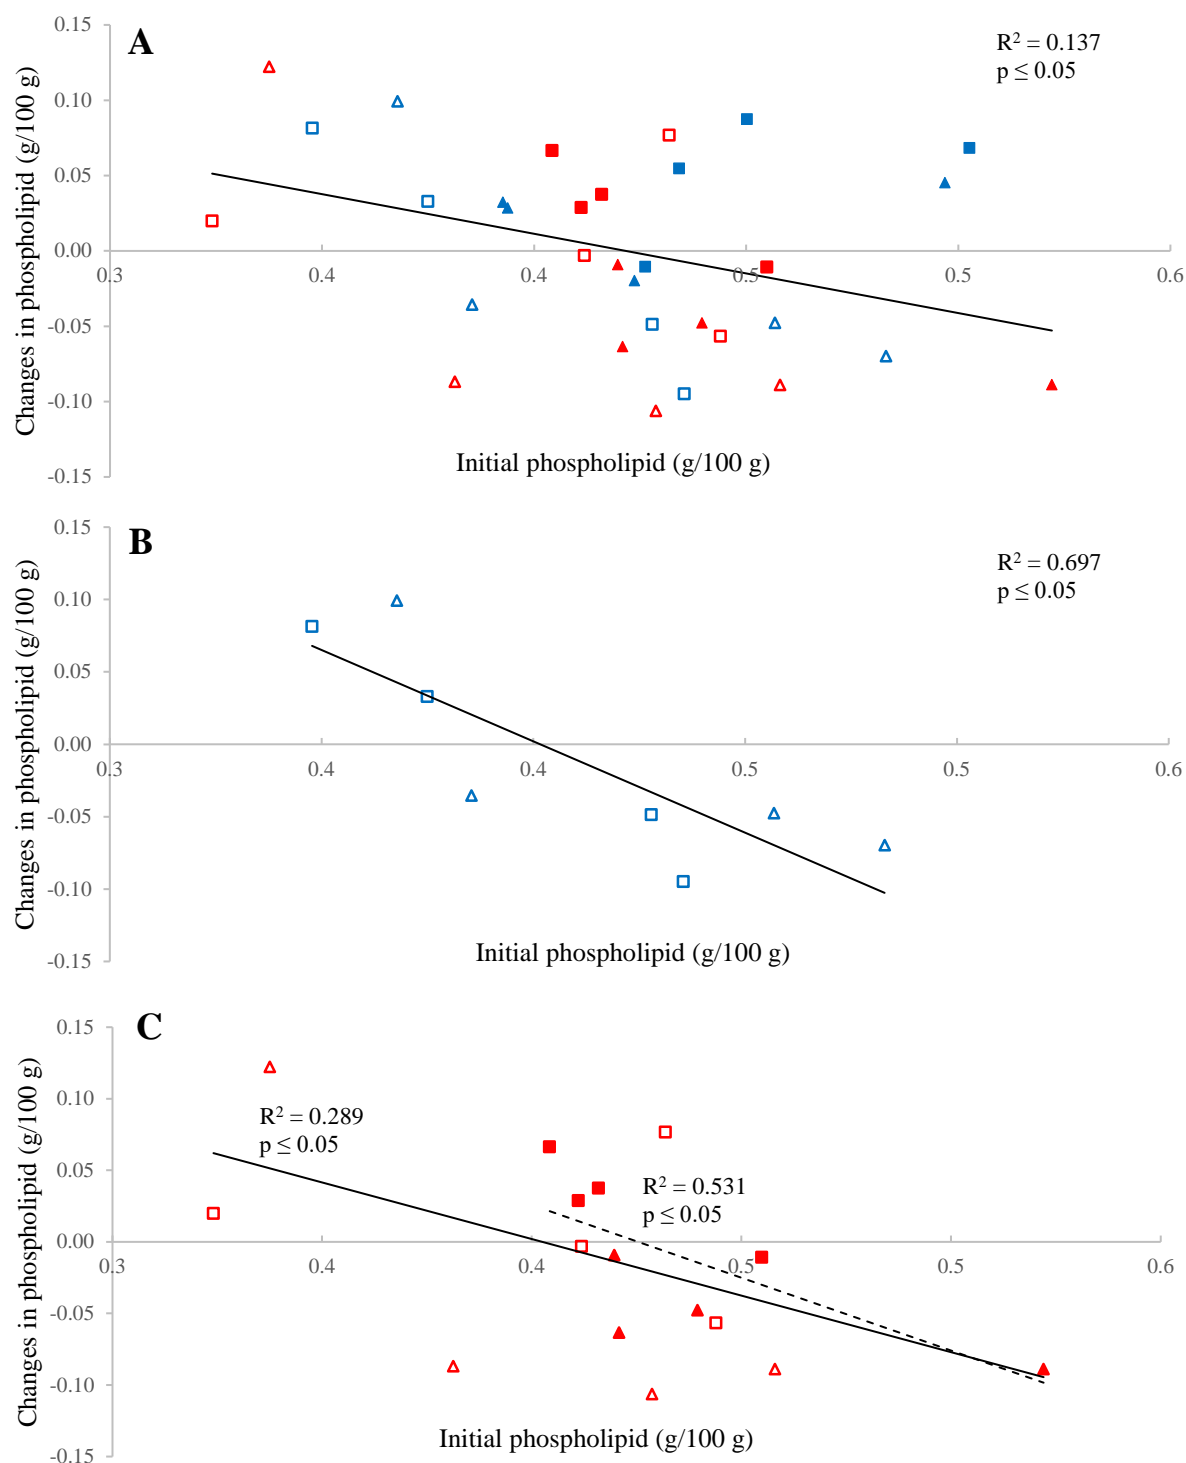 A
R² = 0.137
p ≤ 0.05
Changes in phospholipid (g/100 g)
0.15
0.10
0.05
0.00
-0.05
-0.10
-0.15
0.3 0.4 0.4 0.5 0.5 0.6
Initial phospholipid (g/100 g)
B
R² = 0.697
p ≤ 0.05
Changes in phospholipid (g/100 g)
0.15
0.10
0.05
0.00
-0.05
-0.10
-0.15
0.3 0.4 0.4 0.5 0.5 0.6
Initial phospholipid (g/100 g)
C
R² = 0.289
p ≤ 0.05
R² = 0.531
p ≤ 0.05
Changes in phospholipid (g/100 g)
0.15
0.10
0.05
0.00
-0.05
-0.10
-0.15
0.3 0.4 0.4 0.5 0.5 0.6
Initial phospholipid (g/100 g)